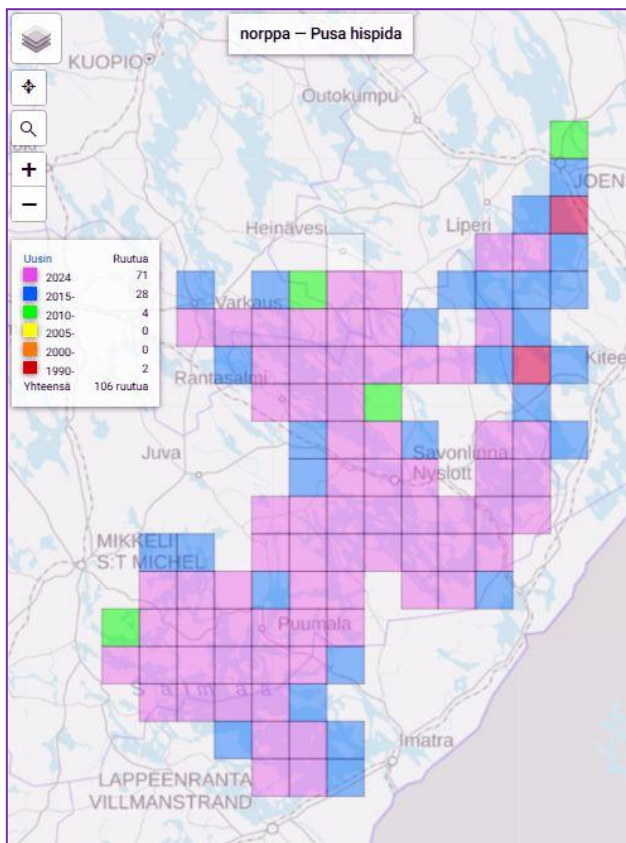 norppa — Pusa hispida
KUOPIO
Outokumpu
JOEN
+
−
Heinävesi
Liperi
Uusin Ruutua
2024 71
2015- 28
2010- 4
2005- 0
2000- 0
1990- 2
Yhteensä 106 ruutua
Varkaus
Kitee
Rantasalmi
Juva
Savonlinna
Nyslott
MIKKELI
S:T MICHEL
Puumala
S a i m a a
Imatra
LAPPEENRANTA
VILLMANSTRAND